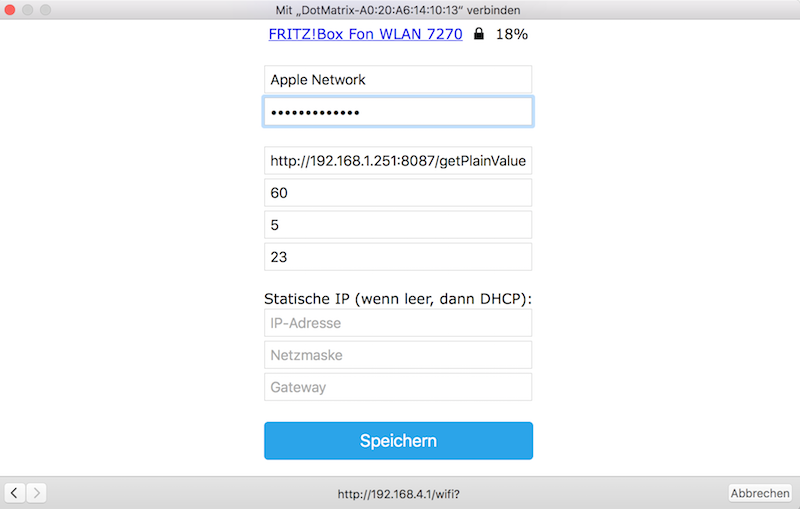 Mit „DotMatrix-A0:20:A6:14:10:13“ verbinden
FRITZ!Box Fon WLAN 7270 18%
Apple Network
•••••••••••••
http://192.168.1.251:8087/getPlainValue
60
5
23
Statische IP (wenn leer, dann DHCP):
IP-Adresse
Netzmaske
Gateway
Speichern
http://192.168.4.1/wifi?
Abbrechen